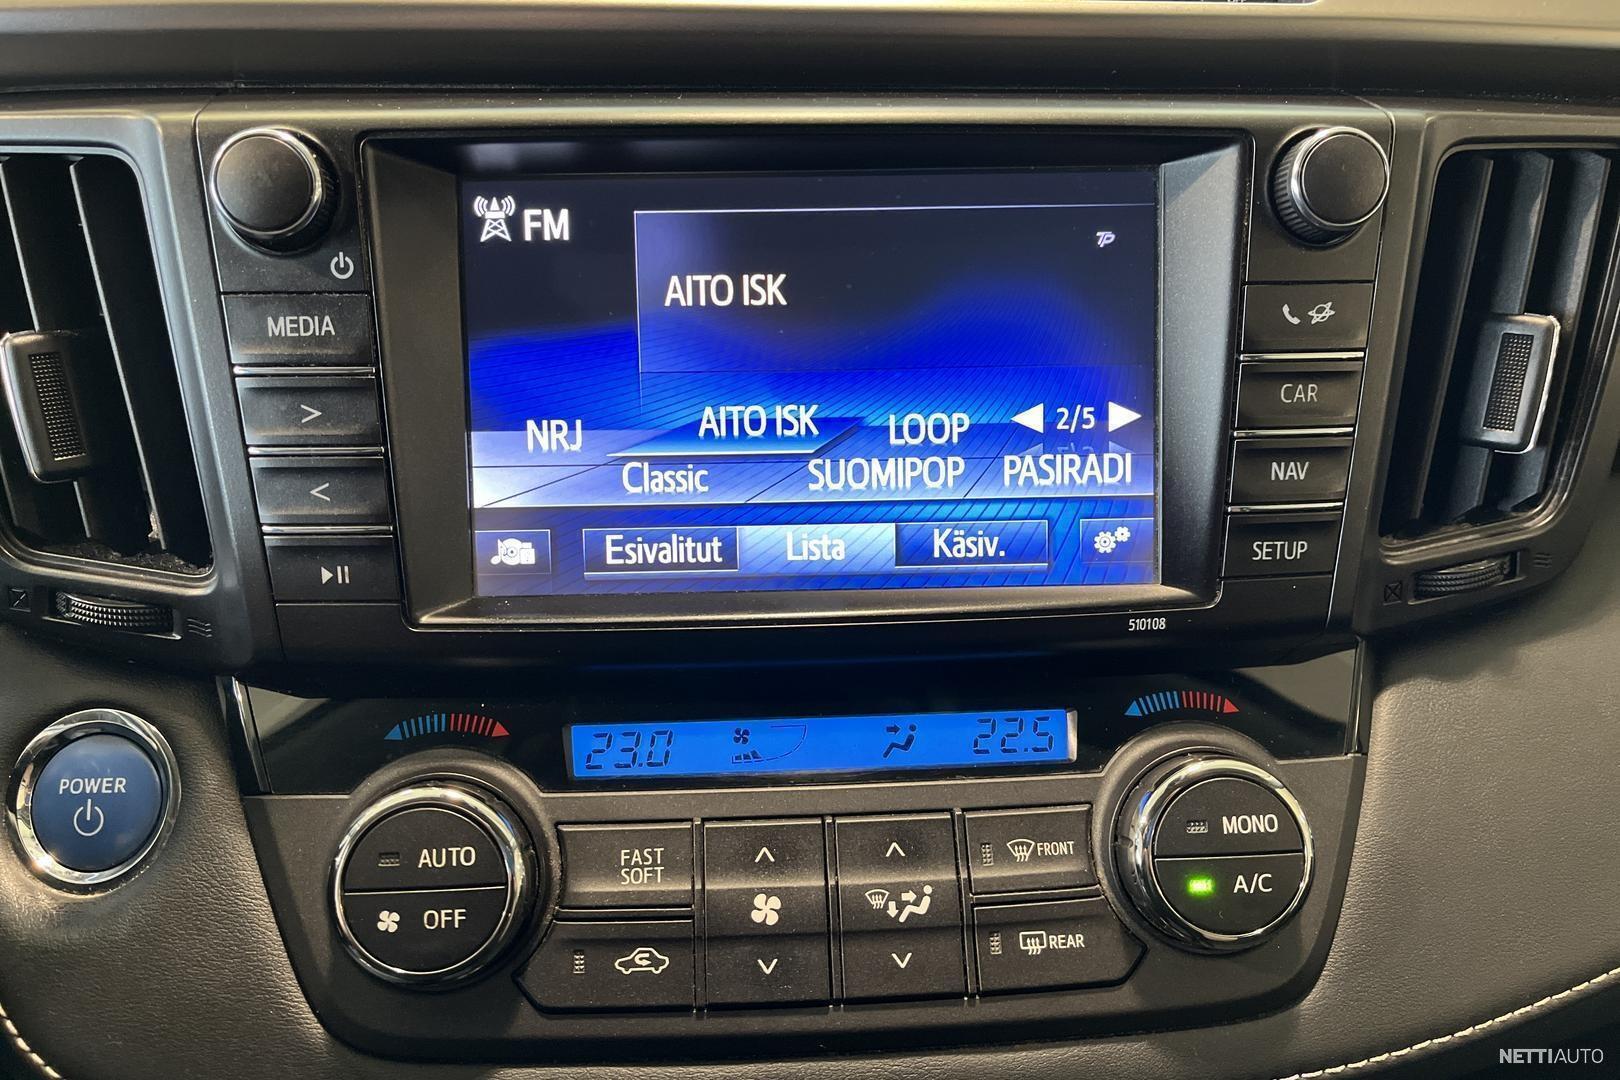 FM
TP
AITO ISK
MEDIA
CAR
NRJ
AITO ISK
LOOP
2/5
Classic
SUOMIPOP
PASIRADI
NAV
Esivalitut
Lista
Käsiv.
SETUP
510108
23.0
22.5
POWER
AUTO
OFF
FAST
SOFT
FRONT
REAR
MONO
A/C
NETTIAUTO